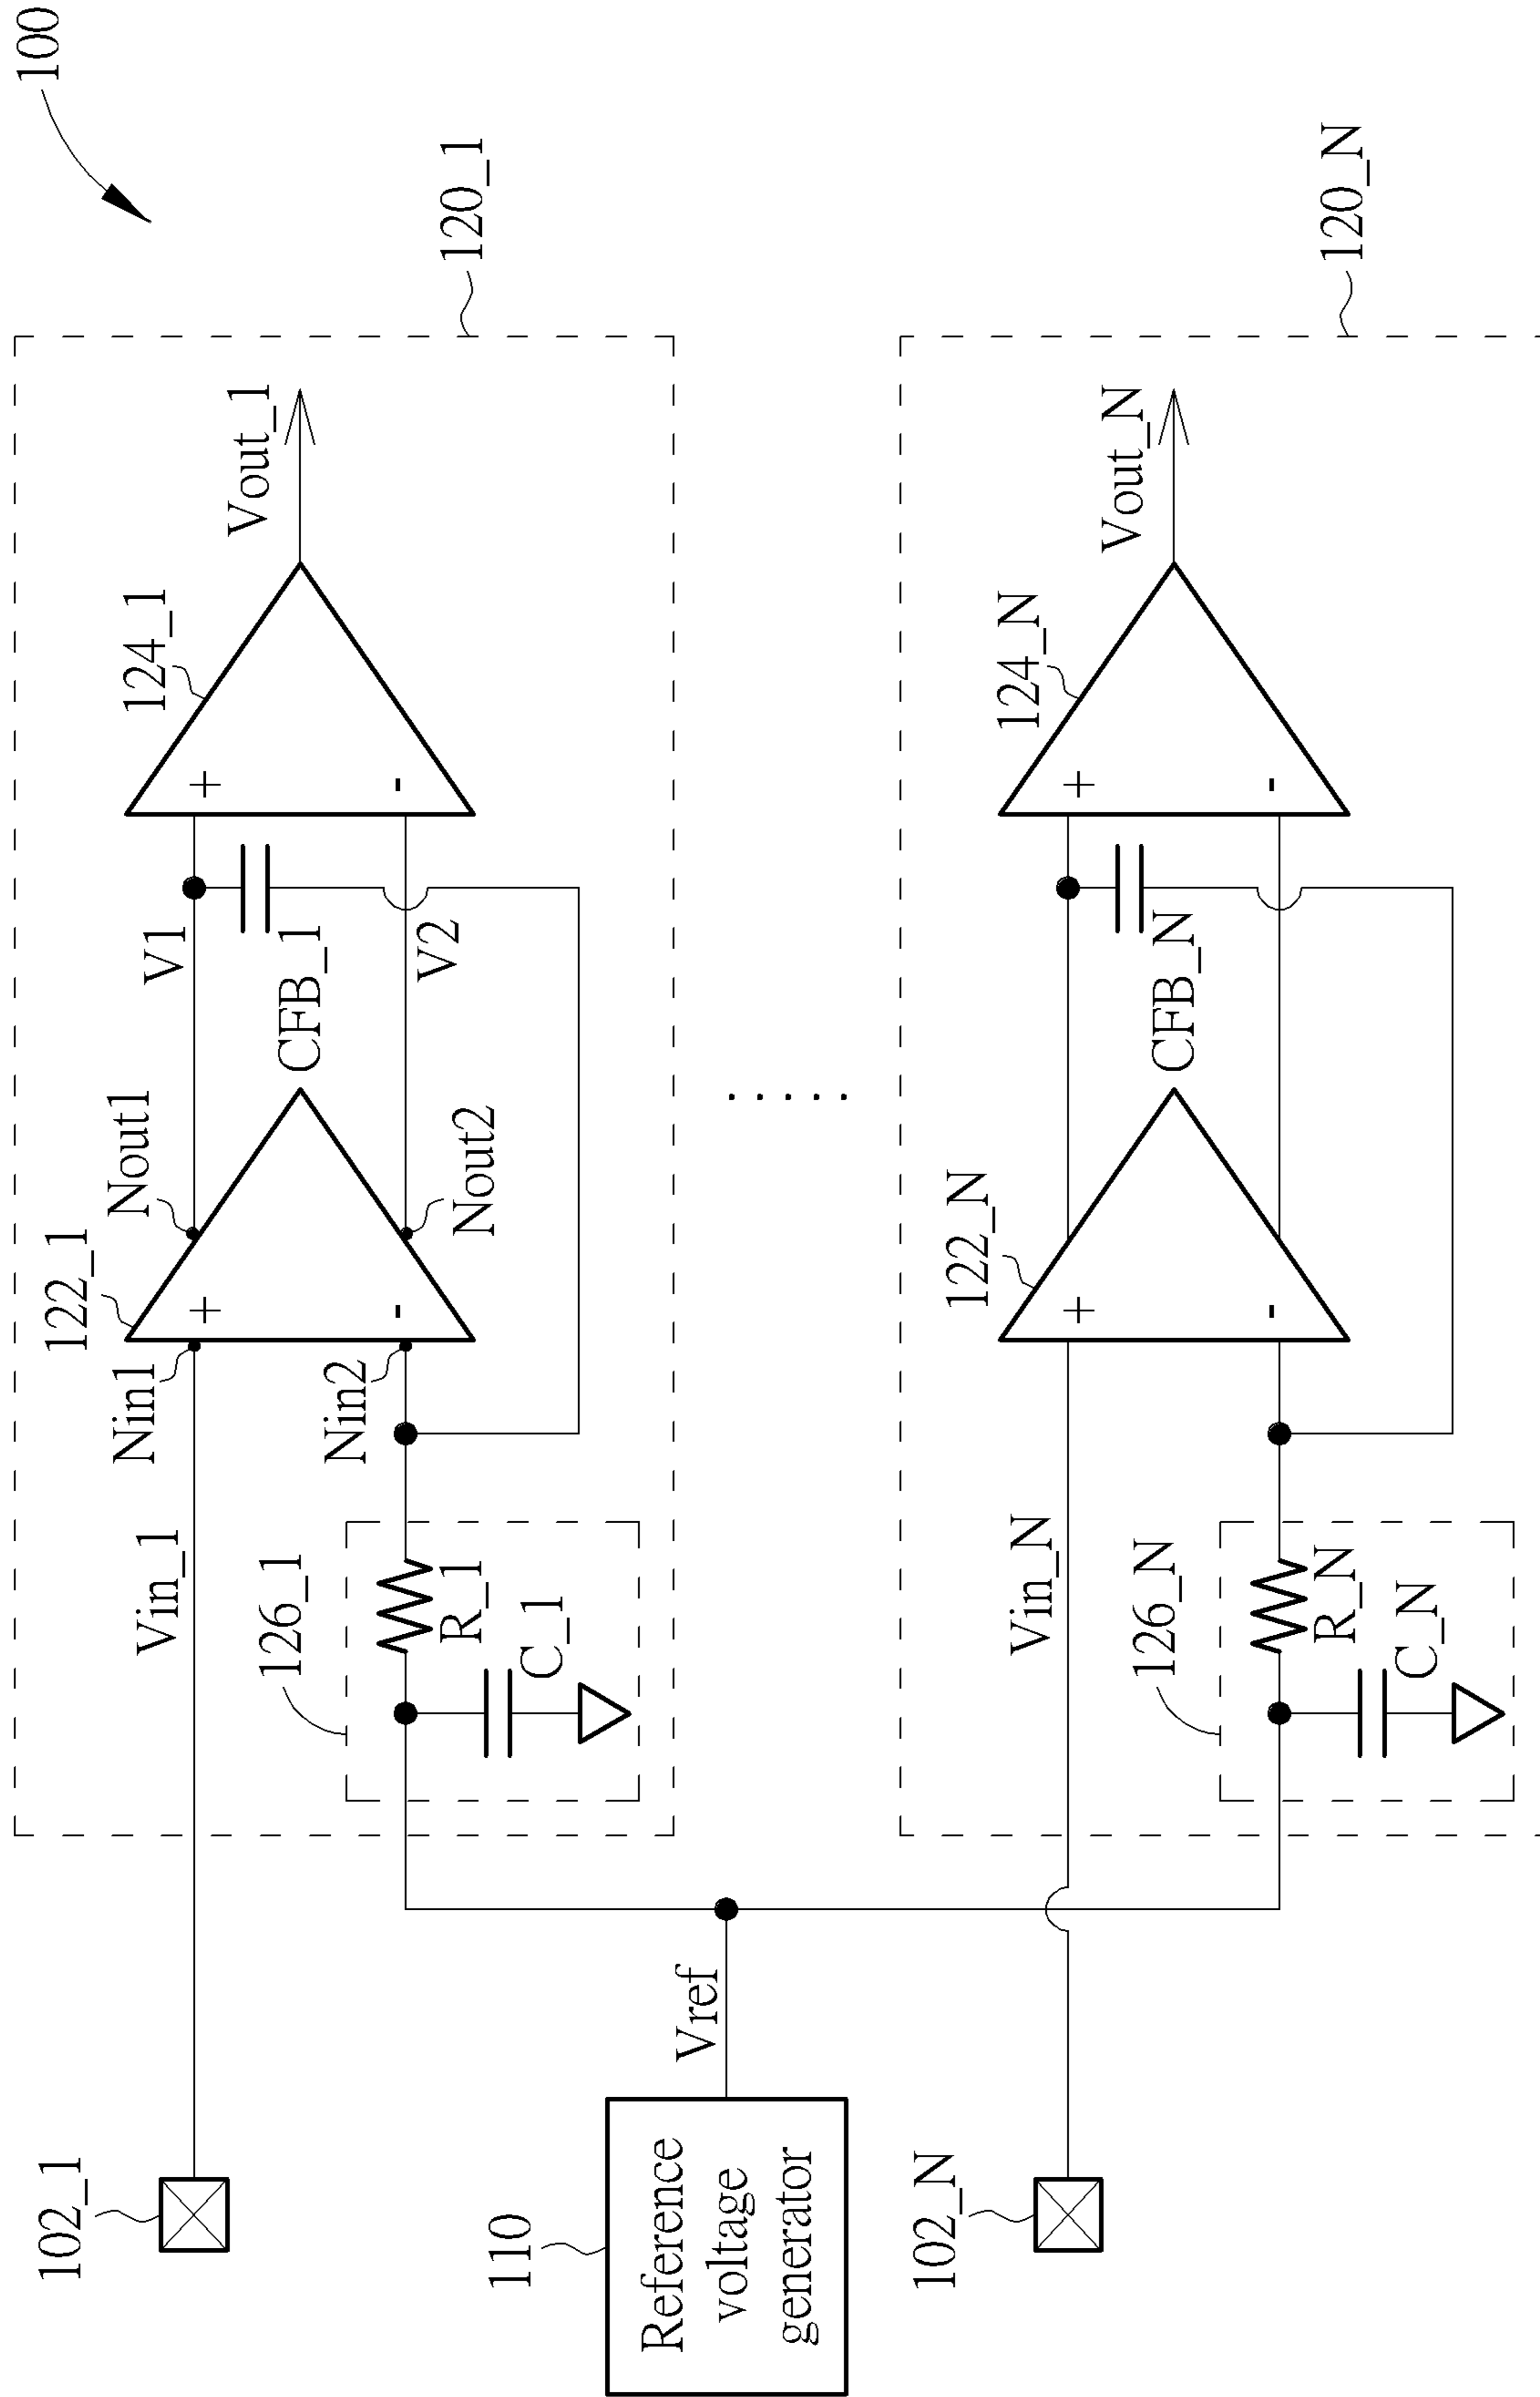 100
120_1
Vout_1
124_1
V1
CFB_1
V2
Nout1
Nout2
122_1
Nin1
Nin2
Vin_1
126_1
R_1
C_1
102_1
+
-
+
-
.....
110
Reference
voltage
generator
Vref
120_N
Vout_N
124_N
CFB_N
122_N
Vin_N
126_N
R_N
C_N
102_N
+
-
+
-